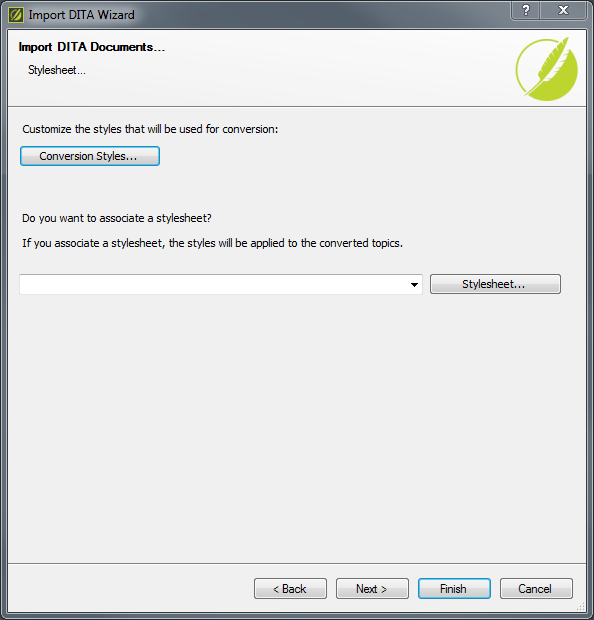 Import DITA Wizard
?
X
Import DITA Documents...
Stylesheet...
Customize the styles that will be used for conversion:
Conversion Styles...
Do you want to associate a stylesheet?
If you associate a stylesheet, the styles will be applied to the converted topics.
Stylesheet...
< Back
Next >
Finish
Cancel